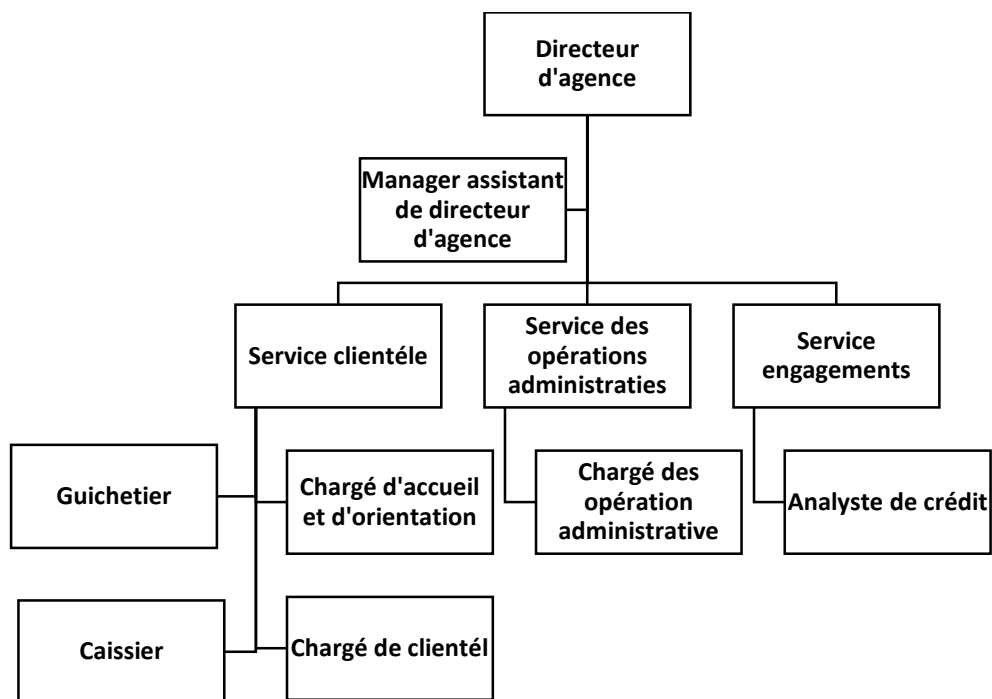 Directeur
d'agence
Manager assistant
de directeur
d'agence
Service clientéle
Service des
opérations
administraties
Service
engagements
Guichetier
Chargé d'accueil
et d'orientation
Chargé des
opération
administrative
Analyste de crédit
Caissier
Chargé de clientél